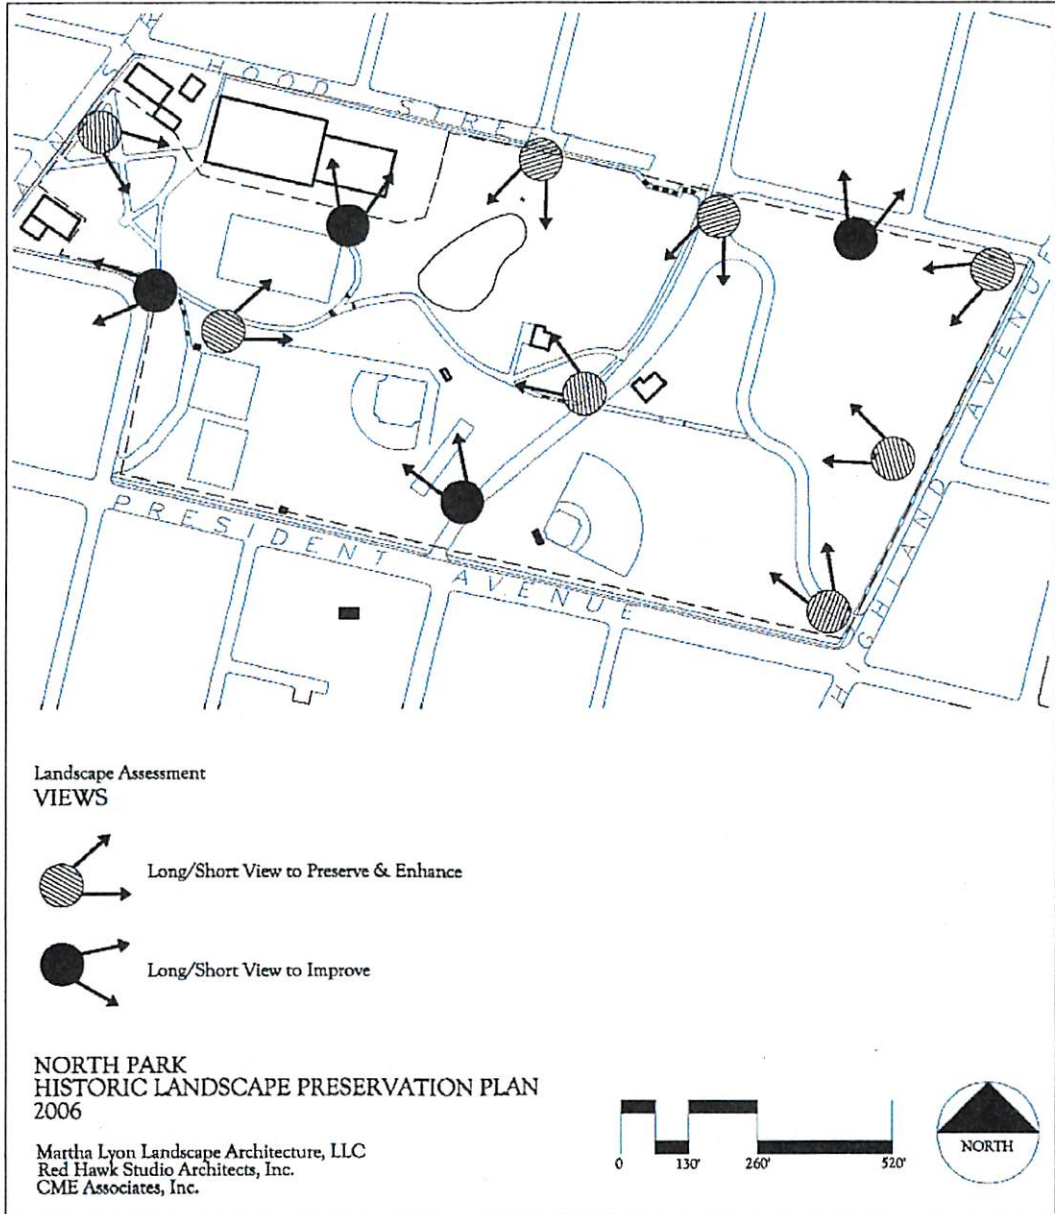 HOOD STREET
PRESIDENT AVENUE
HIGHLAND AVENUE
Landscape Assessment
VIEWS
Long/Short View to Preserve & Enhance
Long/Short View to Improve
NORTH PARK
HISTORIC LANDSCAPE PRESERVATION PLAN
2006
Martha Lyon Landscape Architecture, LLC
Red Hawk Studio Architects, Inc.
CME Associates, Inc.
0 130' 260' 520'
NORTH